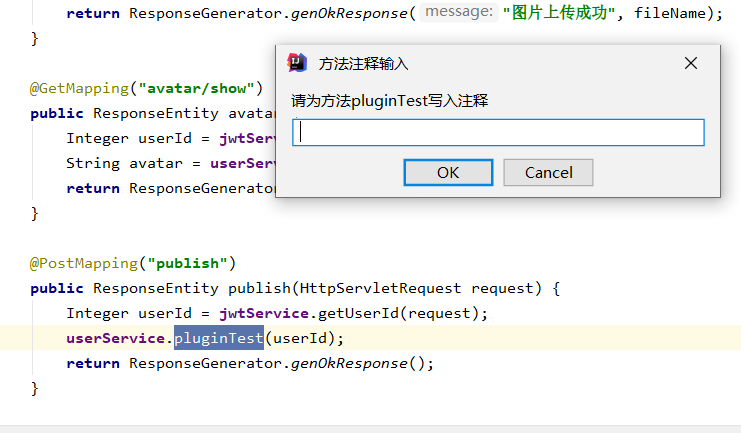 return ResponseGenerator.genOkResponse( message: "图片上传成功", fileName);
}
@GetMapping("avatar/show")
public ResponseEntity avata
Integer userId = jwtServ
String avatar = userserv
return ResponseGenerator
}
方法注释输入
请为方法pluginTest写入注释
OK Cancel
@PostMapping("publish")
public ResponseEntity publish(HttpServletRequest request) {
Integer userId = jwtService.getUserId(request);
userService.pluginTest(userId);
return ResponseGenerator.genOkResponse();
}